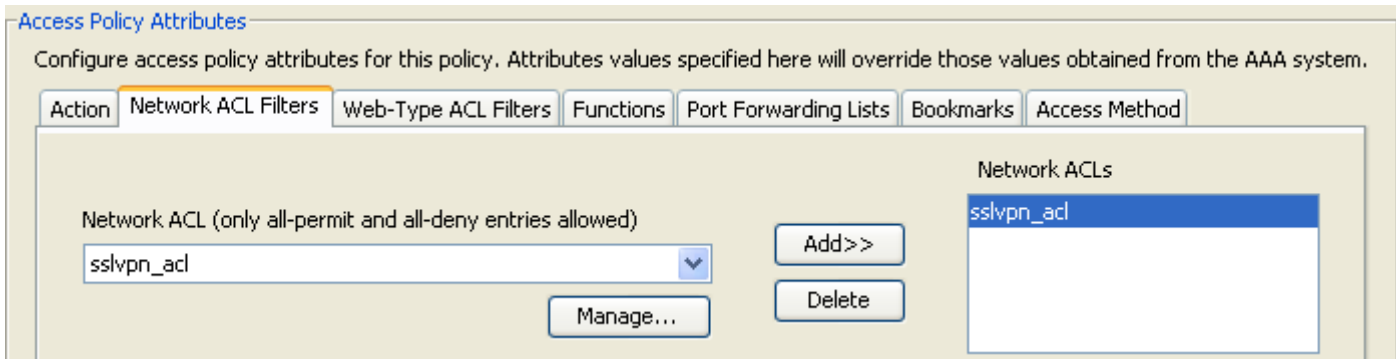 Access Policy Attributes
Configure access policy attributes for this policy. Attributes values specified here will override those values obtained from the AAA system.
Action Network ACL Filters Web-Type ACL Filters Functions Port Forwarding Lists Bookmarks Access Method
Network ACLs
Network ACL (only all-permit and all-deny entries allowed)
sslvpn_acl
sslvpn_acl
Add>>
Manage...
Delete